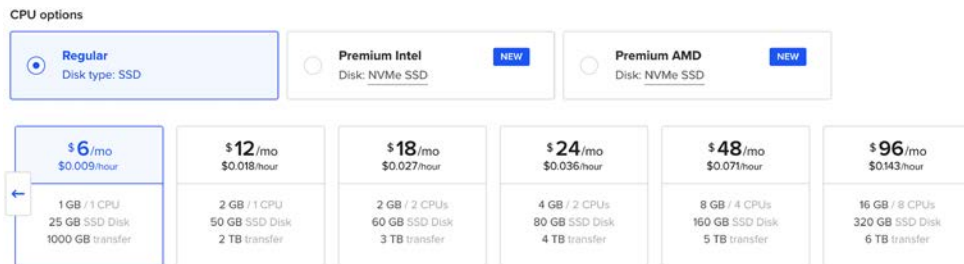 CPU options
Regular
Disk type: SSD
Premium Intel
NEW
Disk: NVMe SSD
Premium AMD
NEW
Disk: NVMe SSD
$6/mo
$0.009/hour
1 GB / 1 CPU
25 GB SSD Disk
1000 GB transfer
$12/mo
$0.018/hour
2 GB / 1 CPU
50 GB SSD Disk
2 TB transfer
$18/mo
$0.027/hour
2 GB / 2 CPUs
60 GB SSD Disk
3 TB transfer
$24/mo
$0.036/hour
4 GB / 2 CPUs
80 GB SSD Disk
4 TB transfer
$48/mo
$0.071/hour
8 GB / 4 CPUs
160 GB SSD Disk
5 TB transfer
$96/mo
$0.143/hour
16 GB / 8 CPUs
320 GB SSD Disk
6 TB transfer